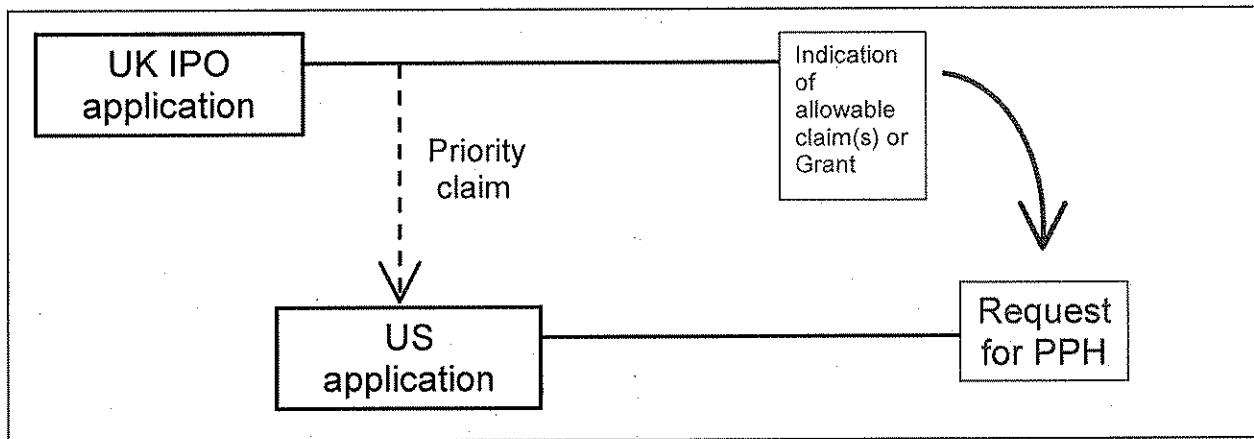 UK IPO
application
Indication
of
allowable
claim(s) or
Grant
Priority
claim
US
application
Request
for PPH